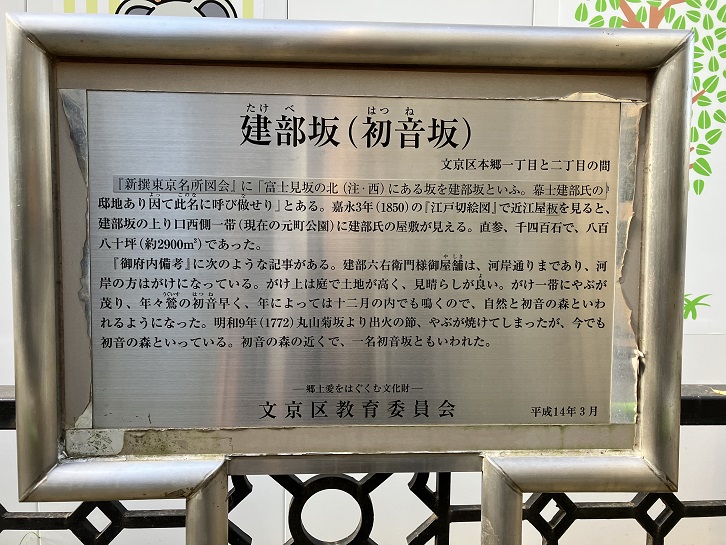 建部坂(初音坂)
文京区本郷一丁目と二丁目の間
『新撰東京名所図会』に「富士見坂の北(注・西)にある坂を建部坂といふ。幕士建部氏の
邸地あり因て此名に呼び做せり」とある。嘉永3年(1850)の『江戸切絵図』で近江屋板を見ると、
建部坂の上り口西側一帯(現在の元町公園)に建部氏の屋敷が見える。直参、千四百石で、八百
八十坪(約2900㎡)であった。
『御府内備考』に次のような記事がある。建部六右衛門様御屋舗は、河岸通りまであり、河
岸の方はがけになっている。がけ上は庭で土地が高く、見晴らしが良い。がけ一帯にやぶが
茂り、年々鶯の初音早く、年によっては十二月の内でも鳴くので、自然と初音の森といわ
れるようになった。明和9年(1772)丸山菊坂より出火の節、やぶが焼けてしまったが、今でも
初音の森といっている。初音の森の近くで、一名初音坂ともいわれた。
―郷土愛をはぐくむ文化財―
文京区教育委員会
平成14年3月